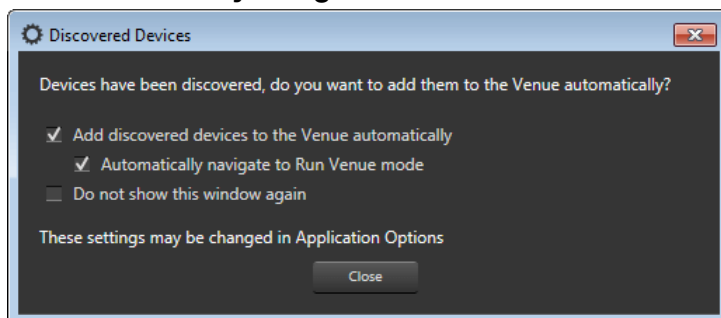 Discovered Devices
Devices have been discovered, do you want to add them to the Venue automatically?
Add discovered devices to the Venue automatically
Automatically navigate to Run Venue mode
Do not show this window again
These settings may be changed in Application Options
Close